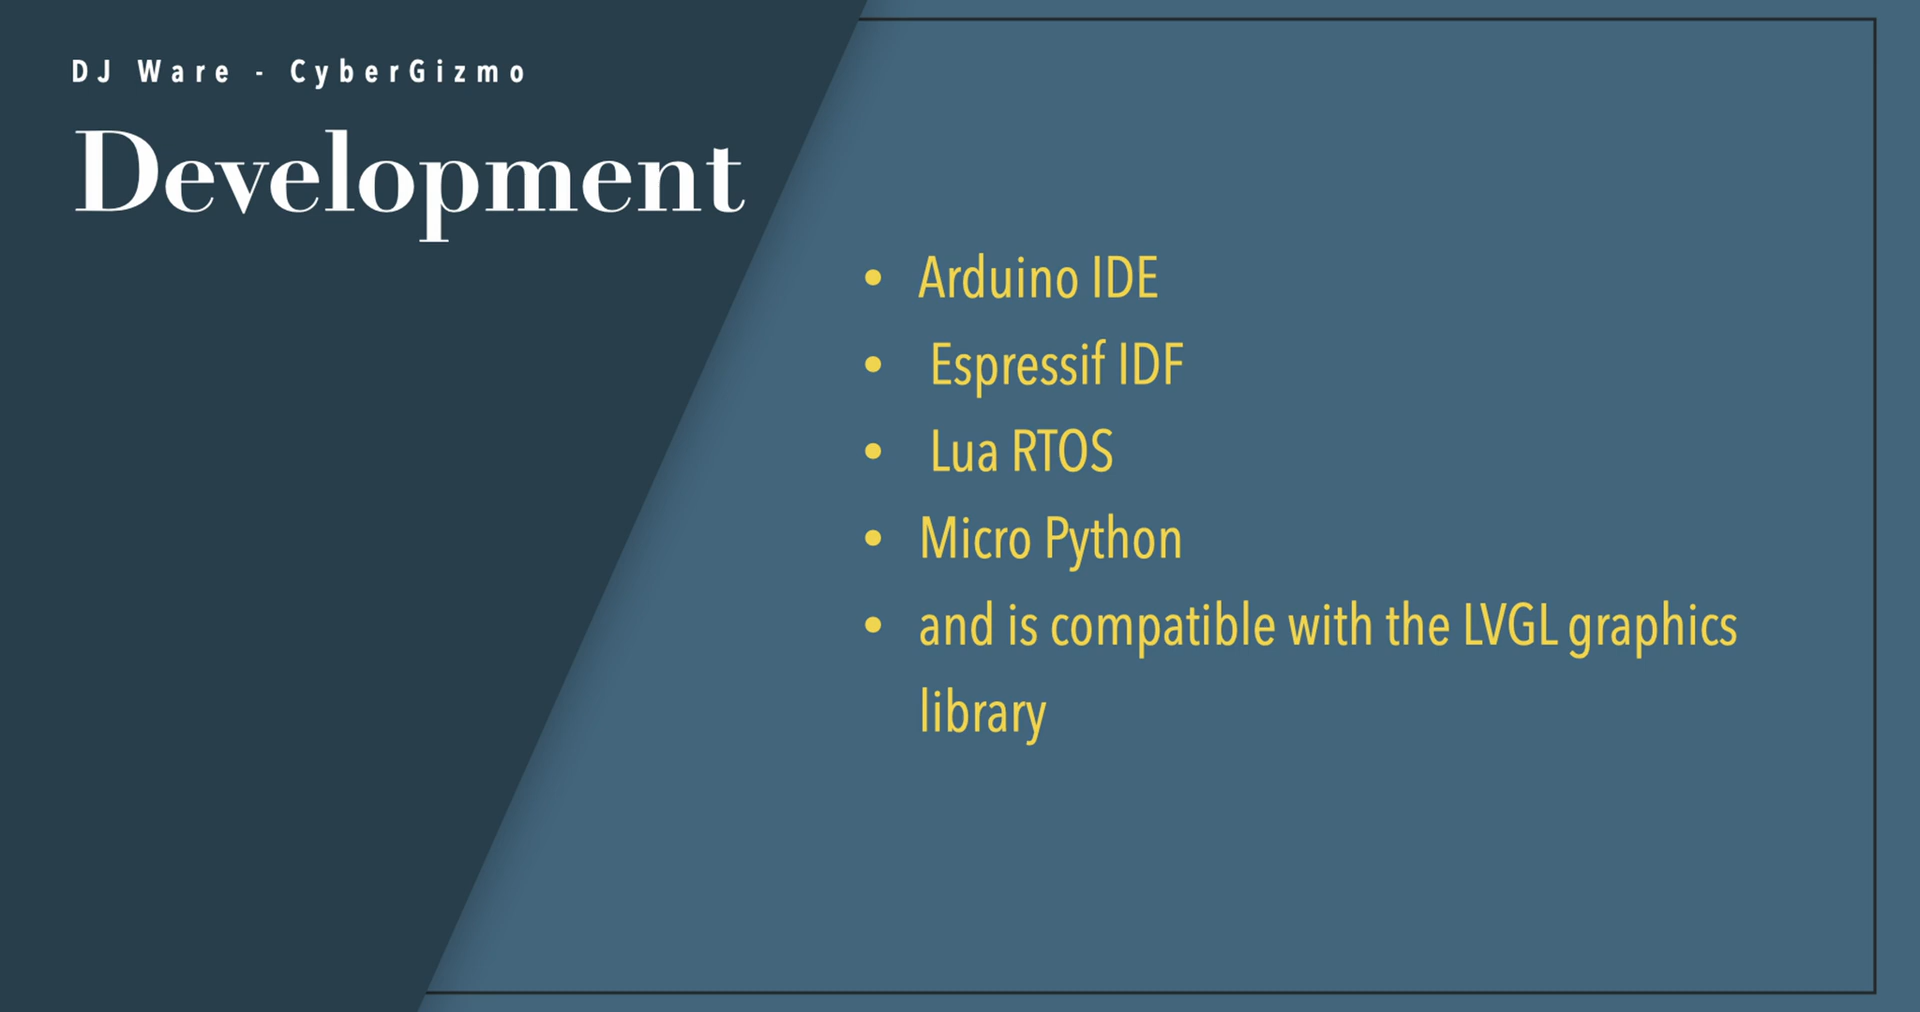 DJ Ware - CyberGizmo
Development
• Arduino IDE
• Espressif IDF
• Lua RTOS
• Micro Python
• and is compatible with the LVGL graphics
library